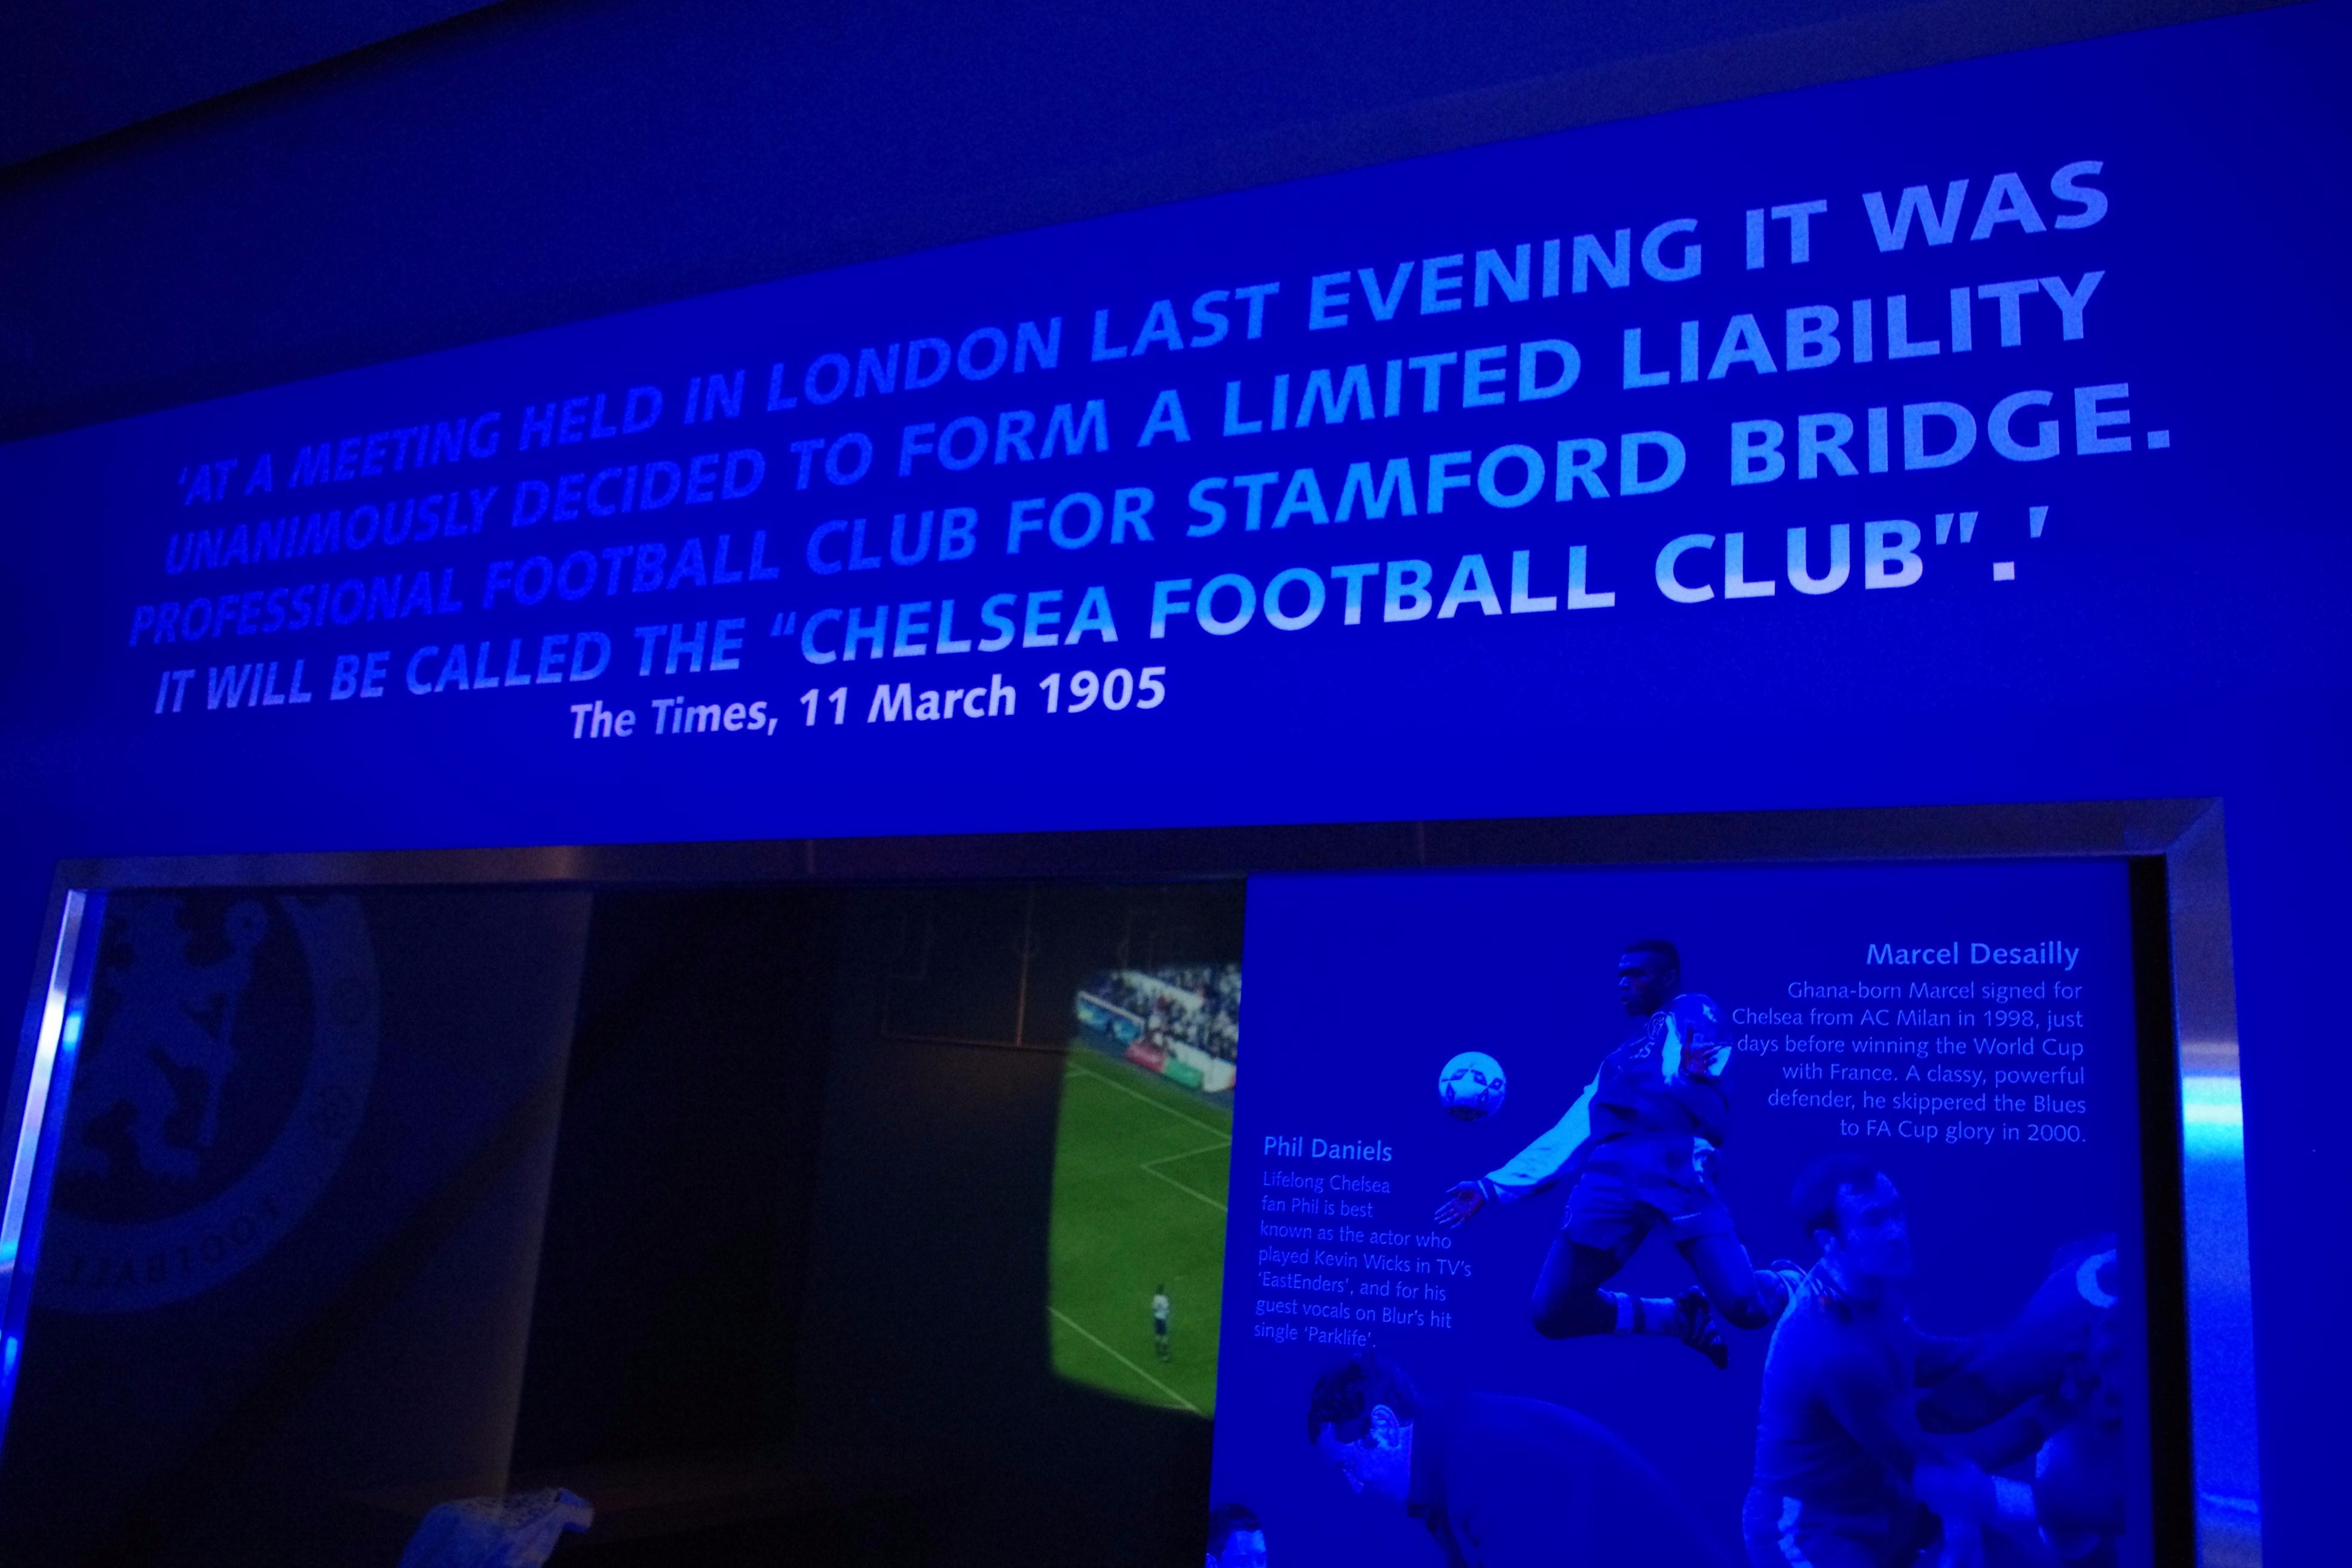 'AT A MEETING HELD IN LONDON LAST EVENING IT WAS
UNANIMOUSLY DECIDED TO FORM A LIMITED LIABILITY
PROFESSIONAL FOOTBALL CLUB FOR STAMFORD BRIDGE.
IT WILL BE CALLED THE “CHELSEA FOOTBALL CLUB”.'
The Times, 11 March 1905
FOOTBALL
Marcel Desailly
Ghana-born Marcel signed for
Chelsea from AC Milan in 1998, just
days before winning the World Cup
with France. A classy, powerful
defender, he skippered the Blues
to FA Cup glory in 2000.
Phil Daniels
Lifelong Chelsea
fan Phil is best
known as the actor who
played Kevin Wicks in TV's
'EastEnders', and for his
guest vocals on Blur's hit
single 'Parklife'.